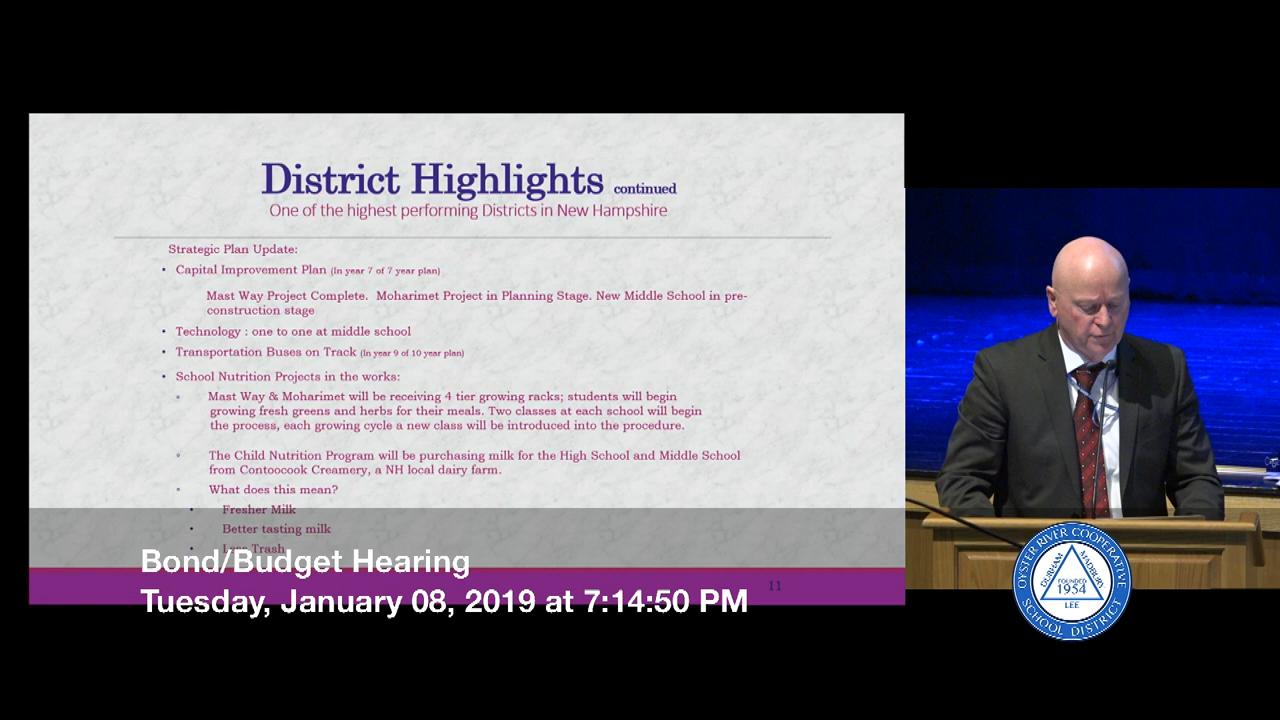 District Highlights continued
One of the highest performing Districts in New Hampshire
Strategic Plan Update:
• Capital Improvement Plan (In year 7 of 7 year plan)
Mast Way Project Complete. Moharimet Project in Planning Stage. New Middle School in pre-
construction stage
• Technology : one to one at middle school
• Transportation Buses on Track (In year 9 of 10 year plan)
• School Nutrition Projects in the works:
Mast Way & Moharimet will be receiving 4 tier growing racks; students will begin
growing fresh greens and herbs for their meals. Two classes at each school will begin
the process, each growing cycle a new class will be introduced into the procedure.
The Child Nutrition Program will be purchasing milk for the High School and Middle School
from Contoocook Creamery, a NH local dairy farm.
What does this mean?
• Fresher Milk
• Better tasting milk
• Less Trash
11
Bond/Budget Hearing
Tuesday, January 08, 2019 at 7:14:50 PM
OYSTER RIVER COOPERATIVE
SCHOOL DISTRICT
DURHAM
MADBURY
FOUNDED
1954
LEE